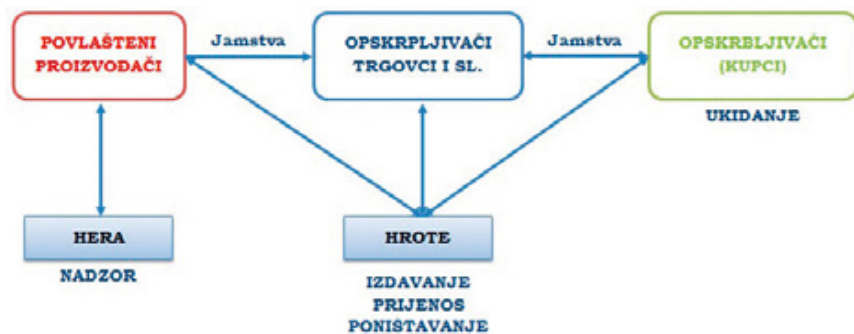 POVLAŠTENI
PROIZVOĐAČI
Jamstva
OPSKRPLJIVAČI
TRGOVCI I SL.
Jamstva
OPSKRBLJIVAČI
(KUPCI)
UKIDANJE
HERA
NADZOR
HROTE
IZDAVANJE
PRIJENOS
PONIŠTAVANJE